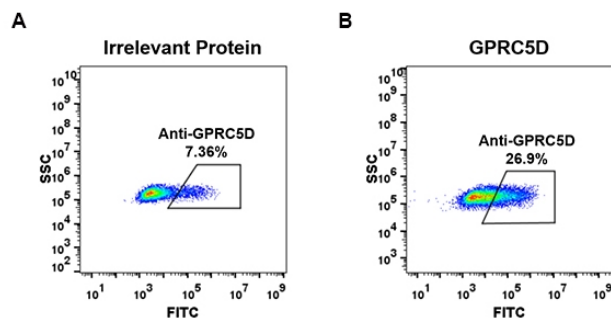 A
Irrelevant Protein
SSC
10¹⁰
10⁹
10⁸
10⁷
10⁶
10⁵
10⁴
10³
10²
Anti-GPRC5D
7.36%
10¹ 10³ 10⁵ 10⁷ 10⁹
FITC
B
GPRC5D
SSC
10¹⁰
10⁹
10⁸
10⁷
10⁶
10⁵
10⁴
10³
Anti-GPRC5D
26.9%
10¹ 10³ 10⁵ 10⁷ 10⁹
FITC